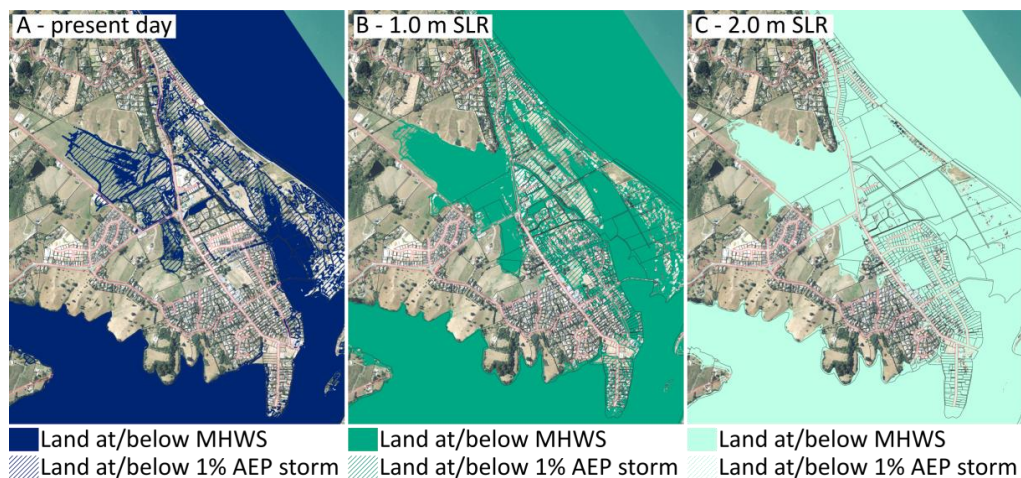 A - present day
B - 1.0 m SLR
C - 2.0 m SLR
Land at/below MHWS
Land at/below MHWS
Land at/below MHWS
Land at/below 1% AEP storm
Land at/below 1% AEP storm
Land at/below 1% AEP storm